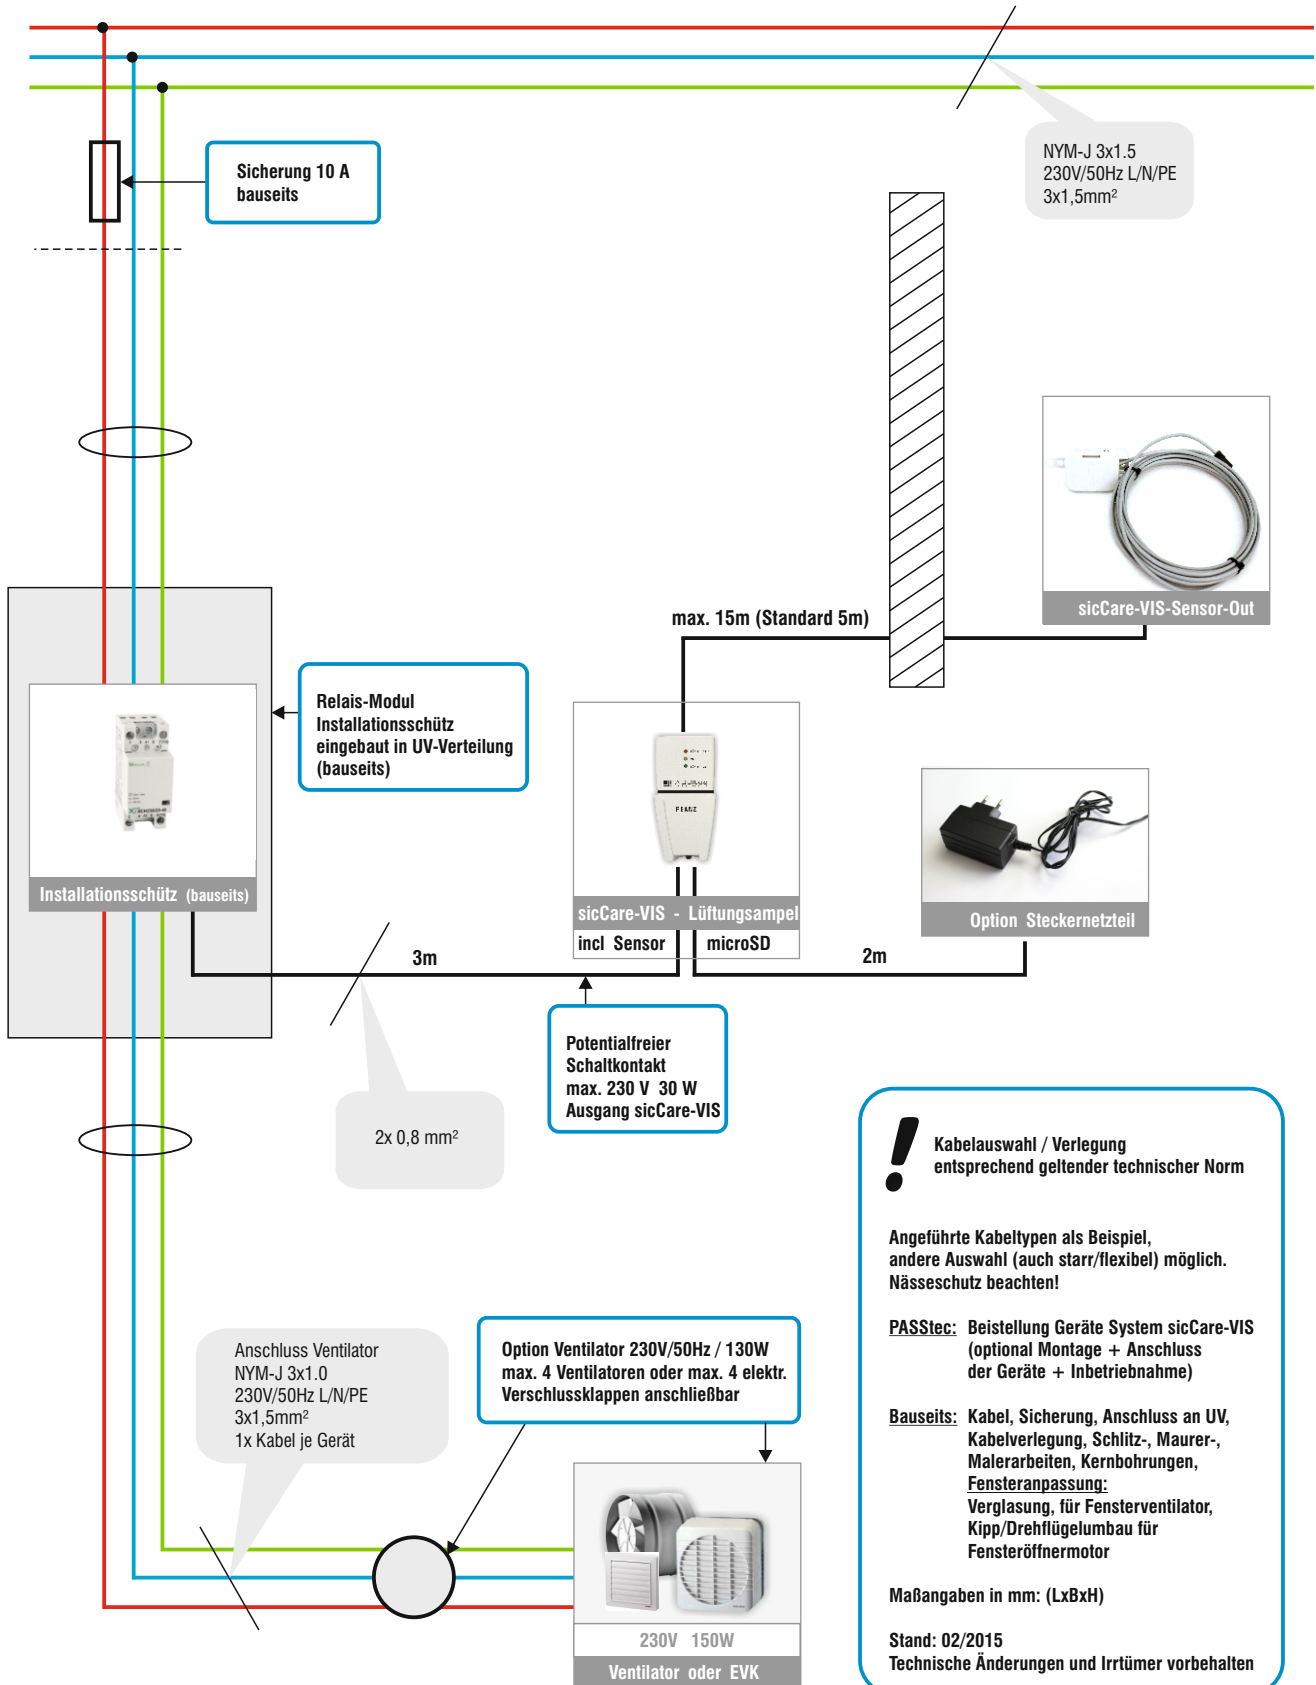 NYM-J 3x1.5
230V/50Hz L/N/PE
3x1,5mm²
Sicherung 10 A
bauseits
sicCare-VIS-Sensor-Out
max. 15m (Standard 5m)
Relais-Modul
Installationsschütz
eingebaut in UV-Verteilung
(bauseits)
Installationsschütz (bauseits)
sicCare-VIS - Lüftungsampel
incl Sensor microSD
Option Steckernetzteil
3m
2m
Potentialfreier
Schaltkontakt
max. 230 V 30 W
Ausgang sicCare-VIS
2x 0,8 mm²
Kabelauswahl / Verlegung
entsprechend geltender technischer Norm
Angeführte Kabeltypen als Beispiel,
andere Auswahl (auch starr/flexibel) möglich.
Nässeschutz beachten!
PASStec: Beistellung Geräte System sicCare-VIS
(optional Montage + Anschluss
der Geräte + Inbetriebnahme)
Bauseits: Kabel, Sicherung, Anschluss an UV,
Kabelverlegung, Schlitz-, Maurer-,
Malerarbeiten, Kernbohrungen,
Fensteranpassung:
Verglasung, für Fensterventilator,
Kipp/Drehflügelumbau für
Fensteröffnermotor
Maßangaben in mm: (LxBxH)
Stand: 02/2015
Technische Änderungen und Irrtümer vorbehalten
Anschluss Ventilator
NYM-J 3x1.0
230V/50Hz L/N/PE
3x1,5mm²
1x Kabel je Gerät
Option Ventilator 230V/50Hz / 130W
max. 4 Ventilatoren oder max. 4 elektr.
Verschlussklappen anschließbar
230V 150W
Ventilator oder EVK